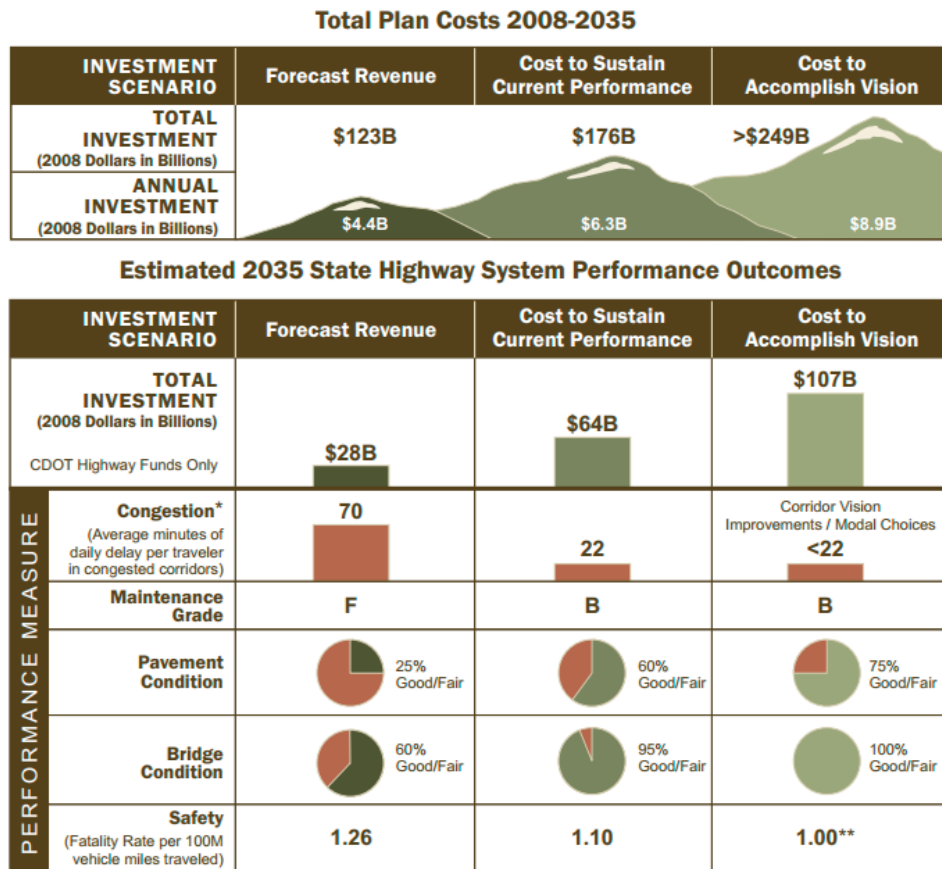 Total Plan Costs 2008-2035
INVESTMENT SCENARIO
Forecast Revenue
Cost to Sustain Current Performance
Cost to Accomplish Vision
TOTAL INVESTMENT
(2008 Dollars in Billions)
$123B
$176B
>$249B
ANNUAL INVESTMENT
(2008 Dollars in Billions)
$4.4B
$6.3B
$8.9B
Estimated 2035 State Highway System Performance Outcomes
INVESTMENT SCENARIO
Forecast Revenue
Cost to Sustain Current Performance
Cost to Accomplish Vision
TOTAL INVESTMENT
(2008 Dollars in Billions)
CDOT Highway Funds Only
$28B
$64B
$107B
PERFORMANCE MEASURE
Congestion*
(Average minutes of
daily delay per traveler
in congested corridors)
70
22
Corridor Vision
Improvements / Modal Choices
<22
Maintenance
Grade
F
B
B
Pavement
Condition
25%
Good/Fair
60%
Good/Fair
75%
Good/Fair
Bridge
Condition
60%
Good/Fair
95%
Good/Fair
100%
Good/Fair
Safety
(Fatality Rate per 100M
vehicle miles traveled)
1.26
1.10
1.00**